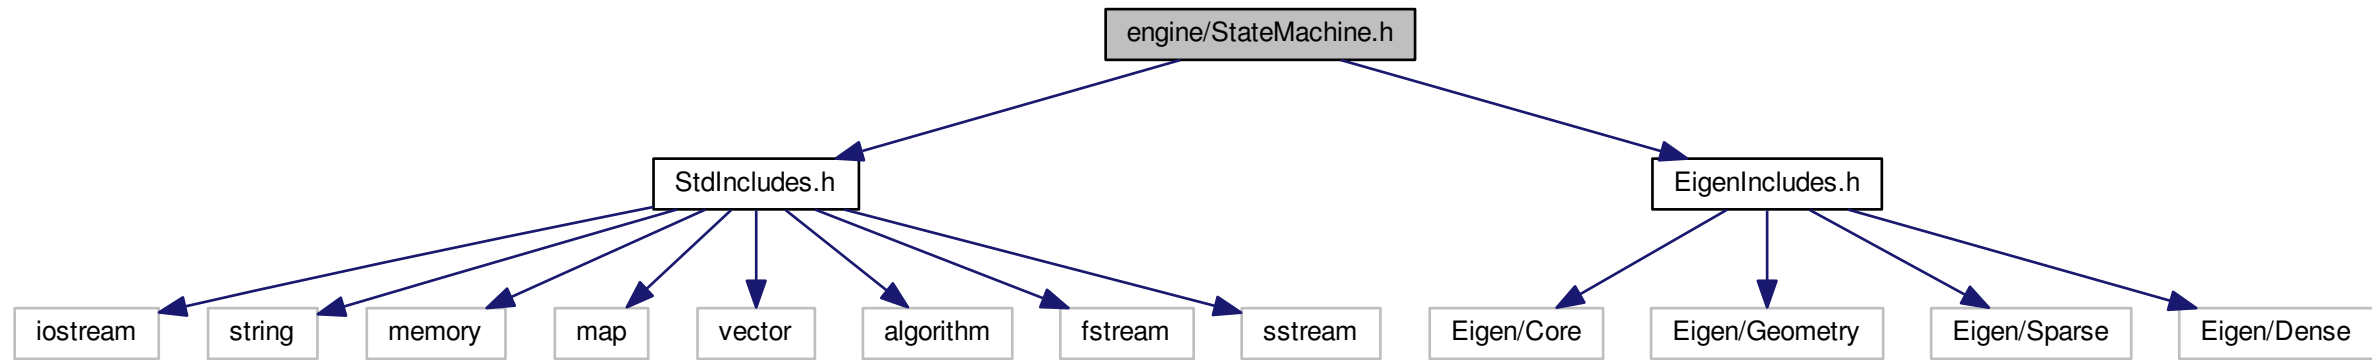 engine/StateMachine.h
StdIncludes.h
EigenIncludes.h
iostream
string
memory
map
vector
algorithm
fstream
sstream
Eigen/Core
Eigen/Geometry
Eigen/Sparse
Eigen/Dense